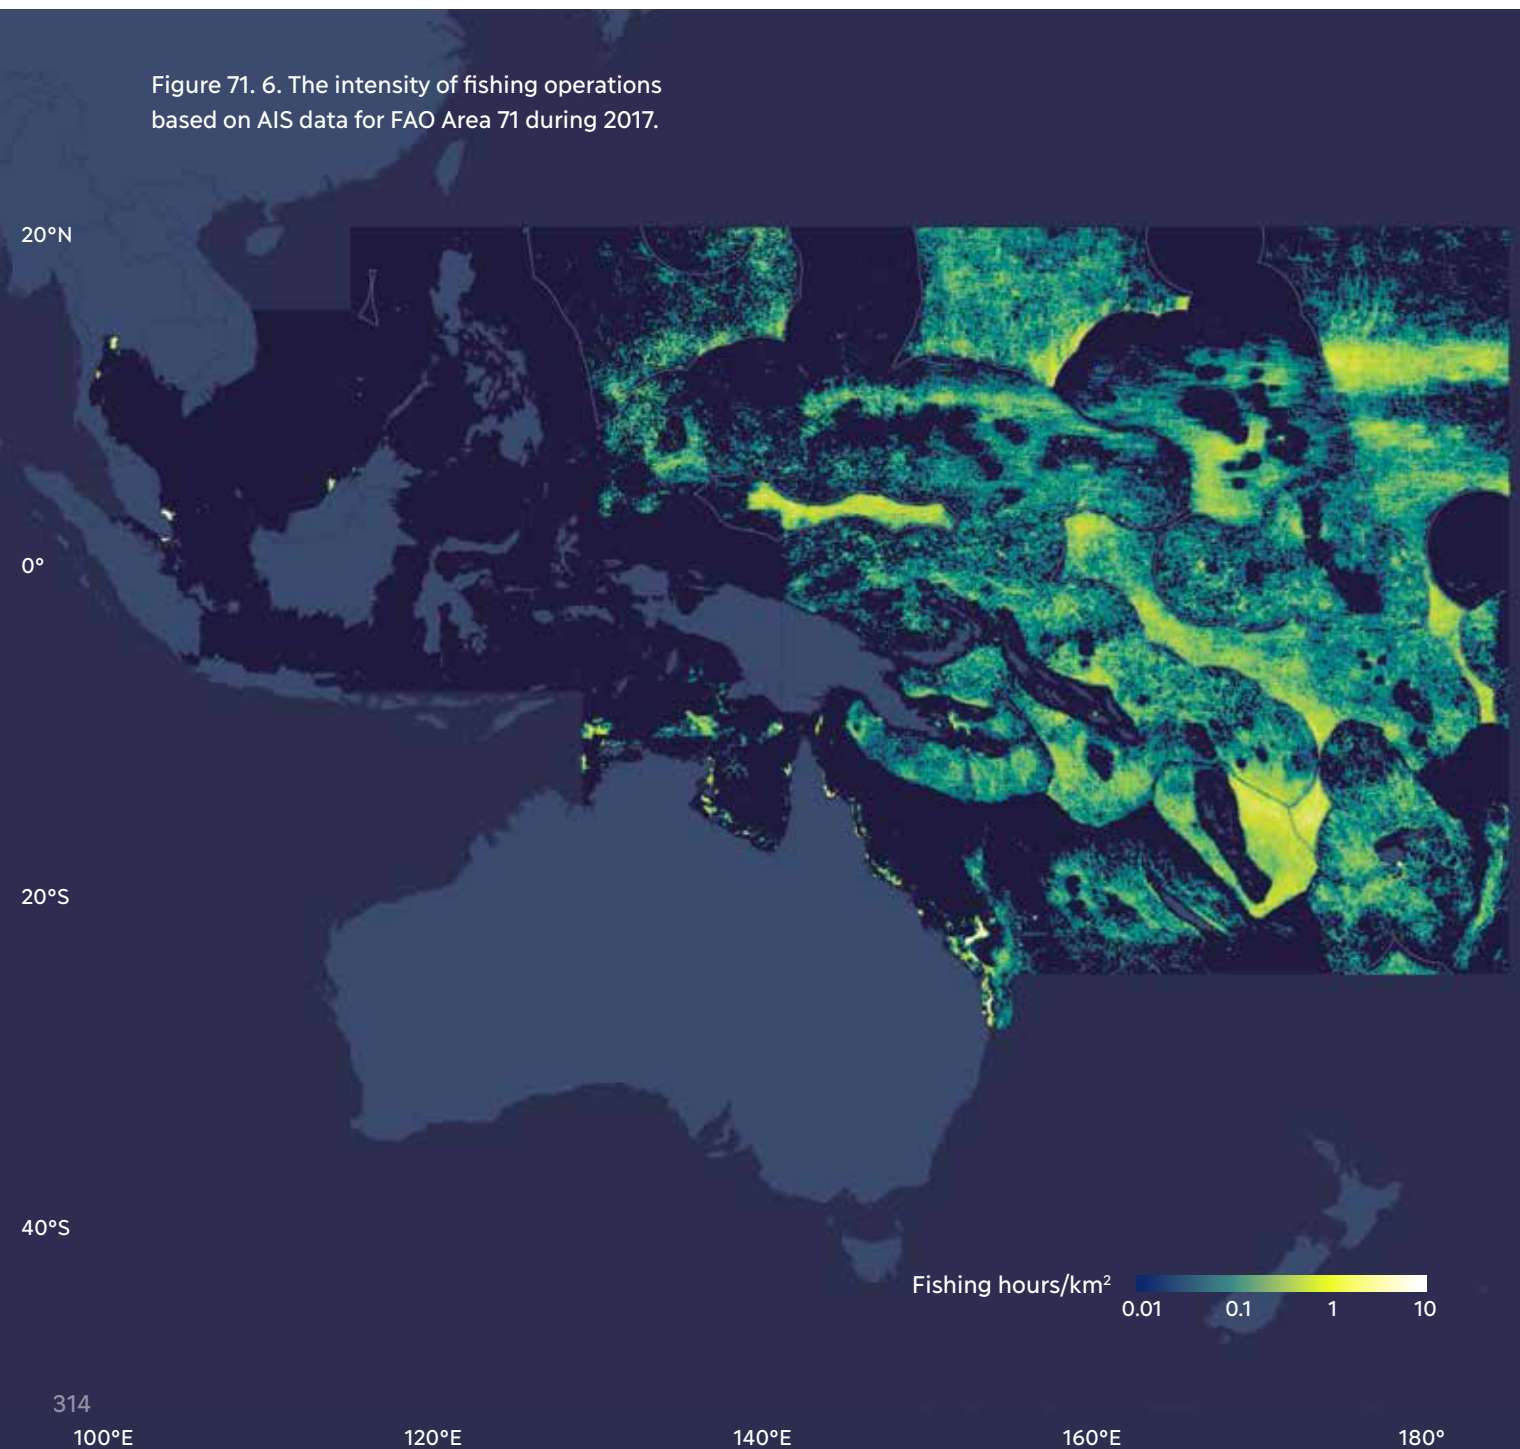 Figure 71. 6. The intensity of fishing operations
based on AIS data for FAO Area 71 during 2017.
20°N
0°
20°S
40°S
Fishing hours/km²
0.01 0.1 1 10
314
100°E 120°E 140°E 160°E 180°